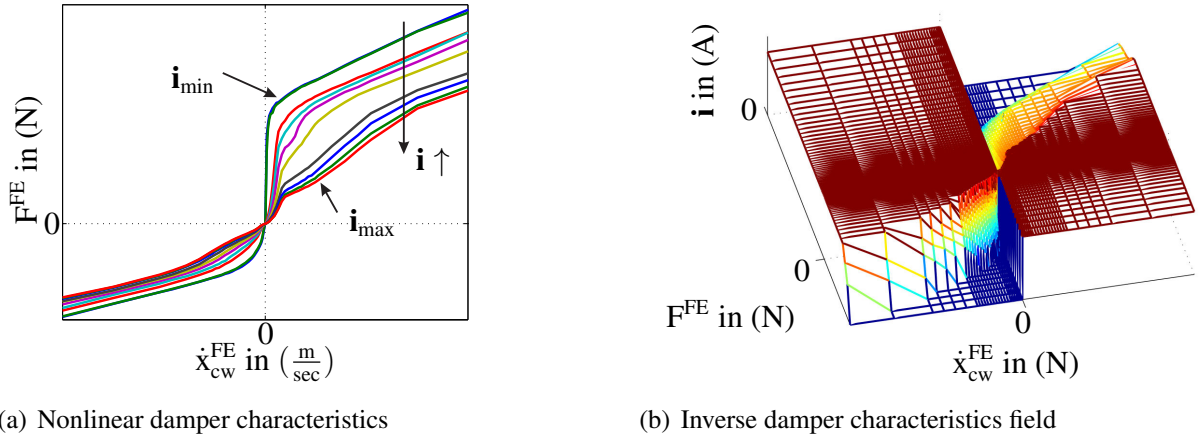 F^FE in (N)
i_min
i ↑
i_max
0
0
ẋ_cw^FE in (m/sec)
(a) Nonlinear damper characteristics
i in (A)
0
0
F^FE in (N)
0
ẋ_cw^FE in (N)
(b) Inverse damper characteristics field